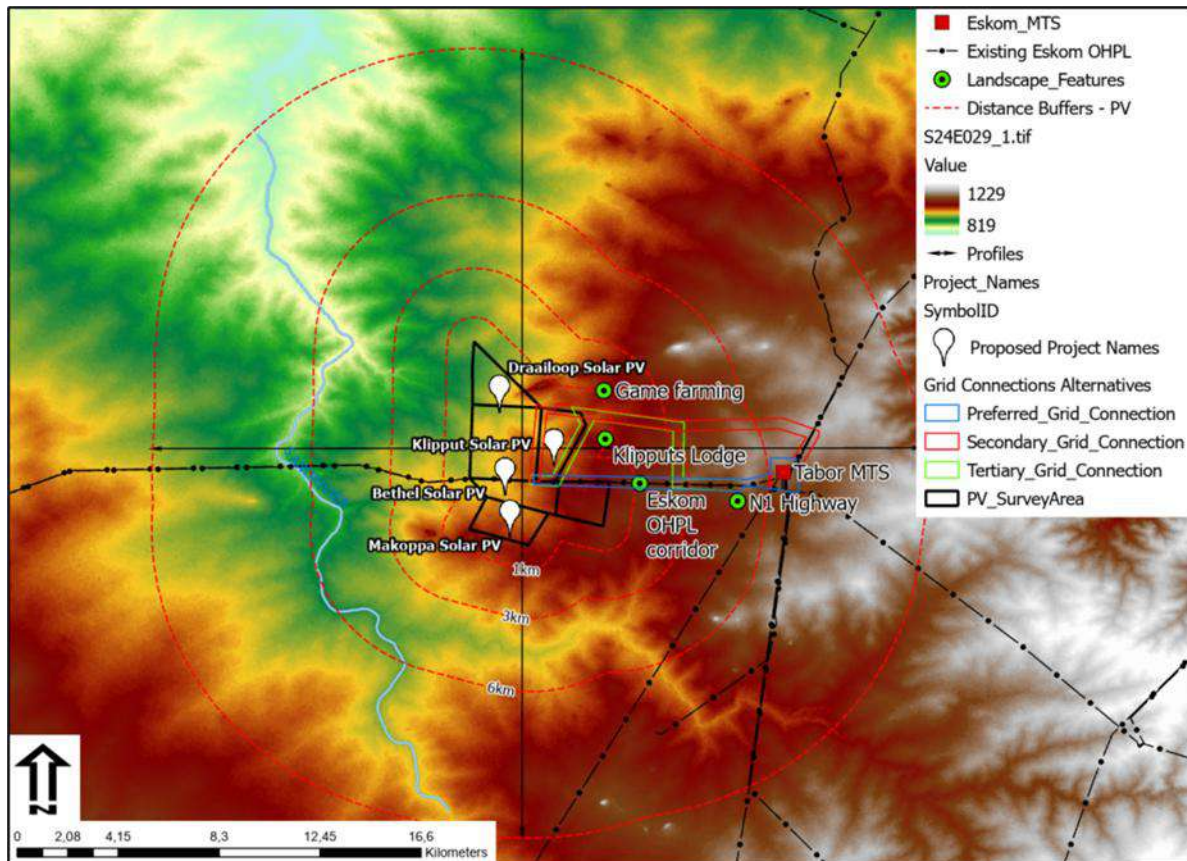 Eskom_MTS
Existing Eskom OHPL
Landscape_Features
Distance Buffers - PV
S24E029_1.tif
Value
1229
819
Profiles
Project_Names
SymbolID
Proposed Project Names
Grid Connections Alternatives
Preferred_Grid_Connection
Secondary_Grid_Connection
Tertiary_Grid_Connection
PV_SurveyArea
Draailoop Solar PV
Game farming
Klipput Solar PV
Klipputs Lodge
Tabor MTS
Bethel Solar PV
N1 Highway
Eskom
OHPL
corridor
Makoppa Solar PV
1km
3km
6km
N
0 2,08 4,15 8,3 12,45 16,6
Kilometers